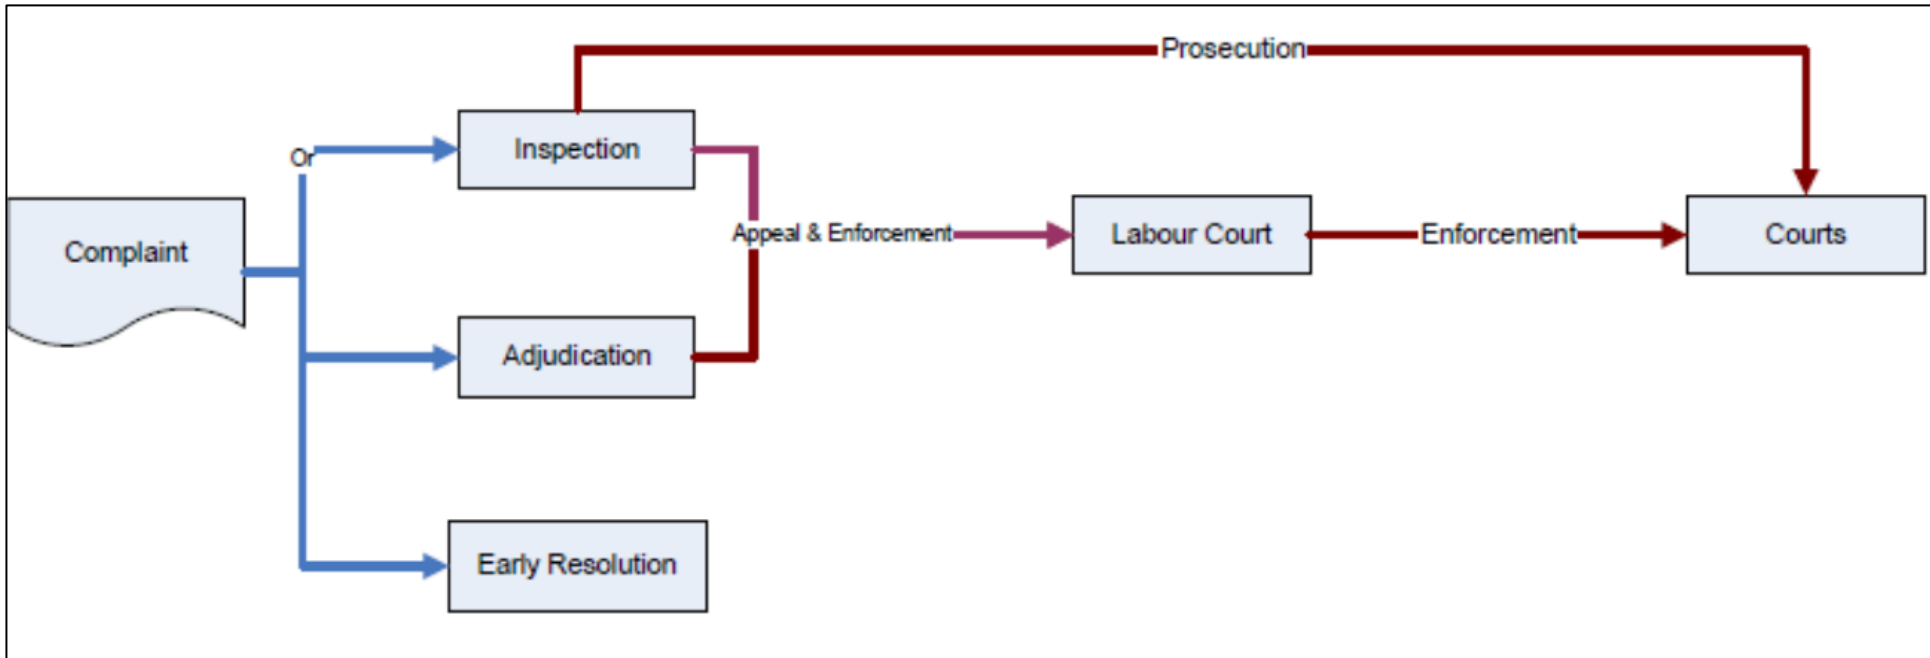 Prosecution
Inspection
Or
Complaint
Appeal & Enforcement
Labour Court
Enforcement
Courts
Adjudication
Early Resolution